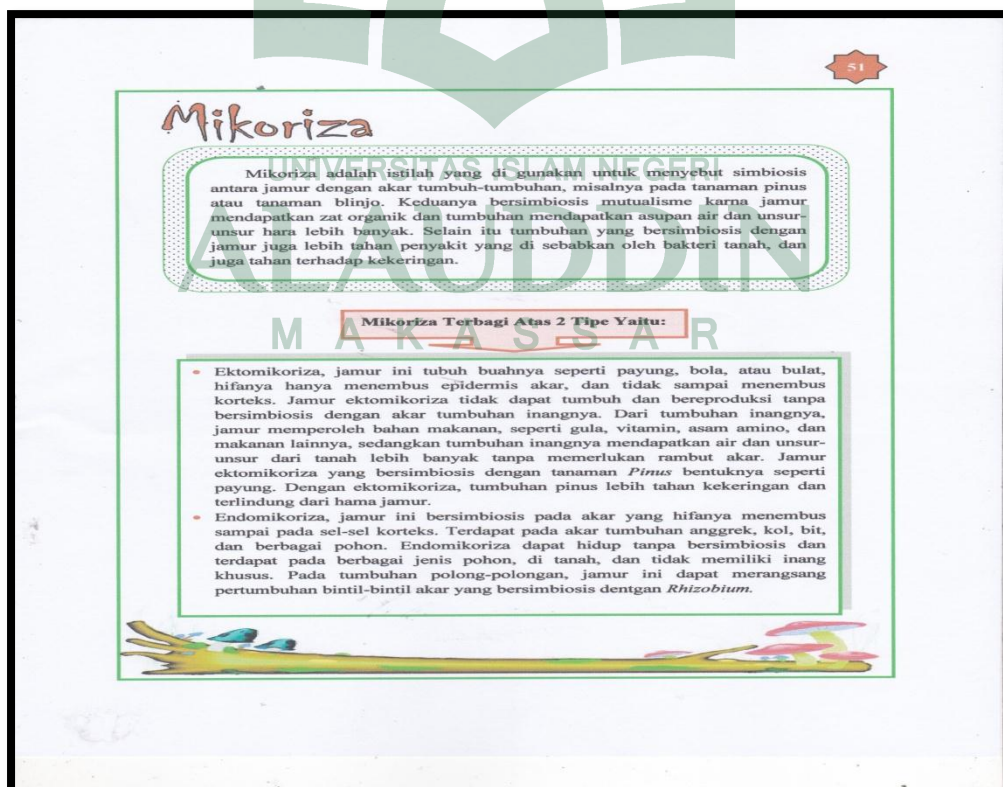 51
Mikoriza
UNIVERSITAS ISLAM NEGERI
Mikoriza adalah istilah yang di gunakan untuk menyebut simbiosis
antara jamur dengan akar tumbuh-tumbuhan, misalnya pada tanaman pinus
atau tanaman blinjo. Keduanya bersimbiosis mutualisme karna jamur
mendapatkan zat organik dan tumbuhan mendapatkan asupan air dan unsur-
unsur hara lebih banyak. Selain itu tumbuhan yang bersimbiosis dengan
jamur juga lebih tahan penyakit yang di sebabkan oleh bakteri tanah, dan
juga tahan terhadap kekeringan.
ALAUDDIN
Mikoriza Terbagi Atas 2 Tipe Yaitu:
MAKASSAR
• Ektomikoriza, jamur ini tubuh buahnya seperti payung, bola, atau bulat,
hifanya hanya menembus epidermis akar, dan tidak sampai menembus
korteks. Jamur ektomikoriza tidak dapat tumbuh dan bereproduksi tanpa
bersimbiosis dengan akar tumbuhan inangnya. Dari tumbuhan inangnya,
jamur memperoleh bahan makanan, seperti gula, vitamin, asam amino, dan
makanan lainnya, sedangkan tumbuhan inangnya mendapatkan air dan unsur-
unsur dari tanah lebih banyak tanpa memerlukan rambut akar. Jamur
ektomikoriza yang bersimbiosis dengan tanaman Pinus bentuknya seperti
payung. Dengan ektomikoriza, tumbuhan pinus lebih tahan kekeringan dan
terlindung dari hama jamur.
• Endomikoriza, jamur ini bersimbiosis pada akar yang hifanya menembus
sampai pada sel-sel korteks. Terdapat pada akar tumbuhan anggrek, kol, bit,
dan berbagai pohon. Endomikoriza dapat hidup tanpa bersimbiosis dan
terdapat pada berbagai jenis pohon, di tanah, dan tidak memiliki inang
khusus. Pada tumbuhan polong-polongan, jamur ini dapat merangsang
pertumbuhan bintil-bintil akar yang bersimbiosis dentgan Rhizobium.